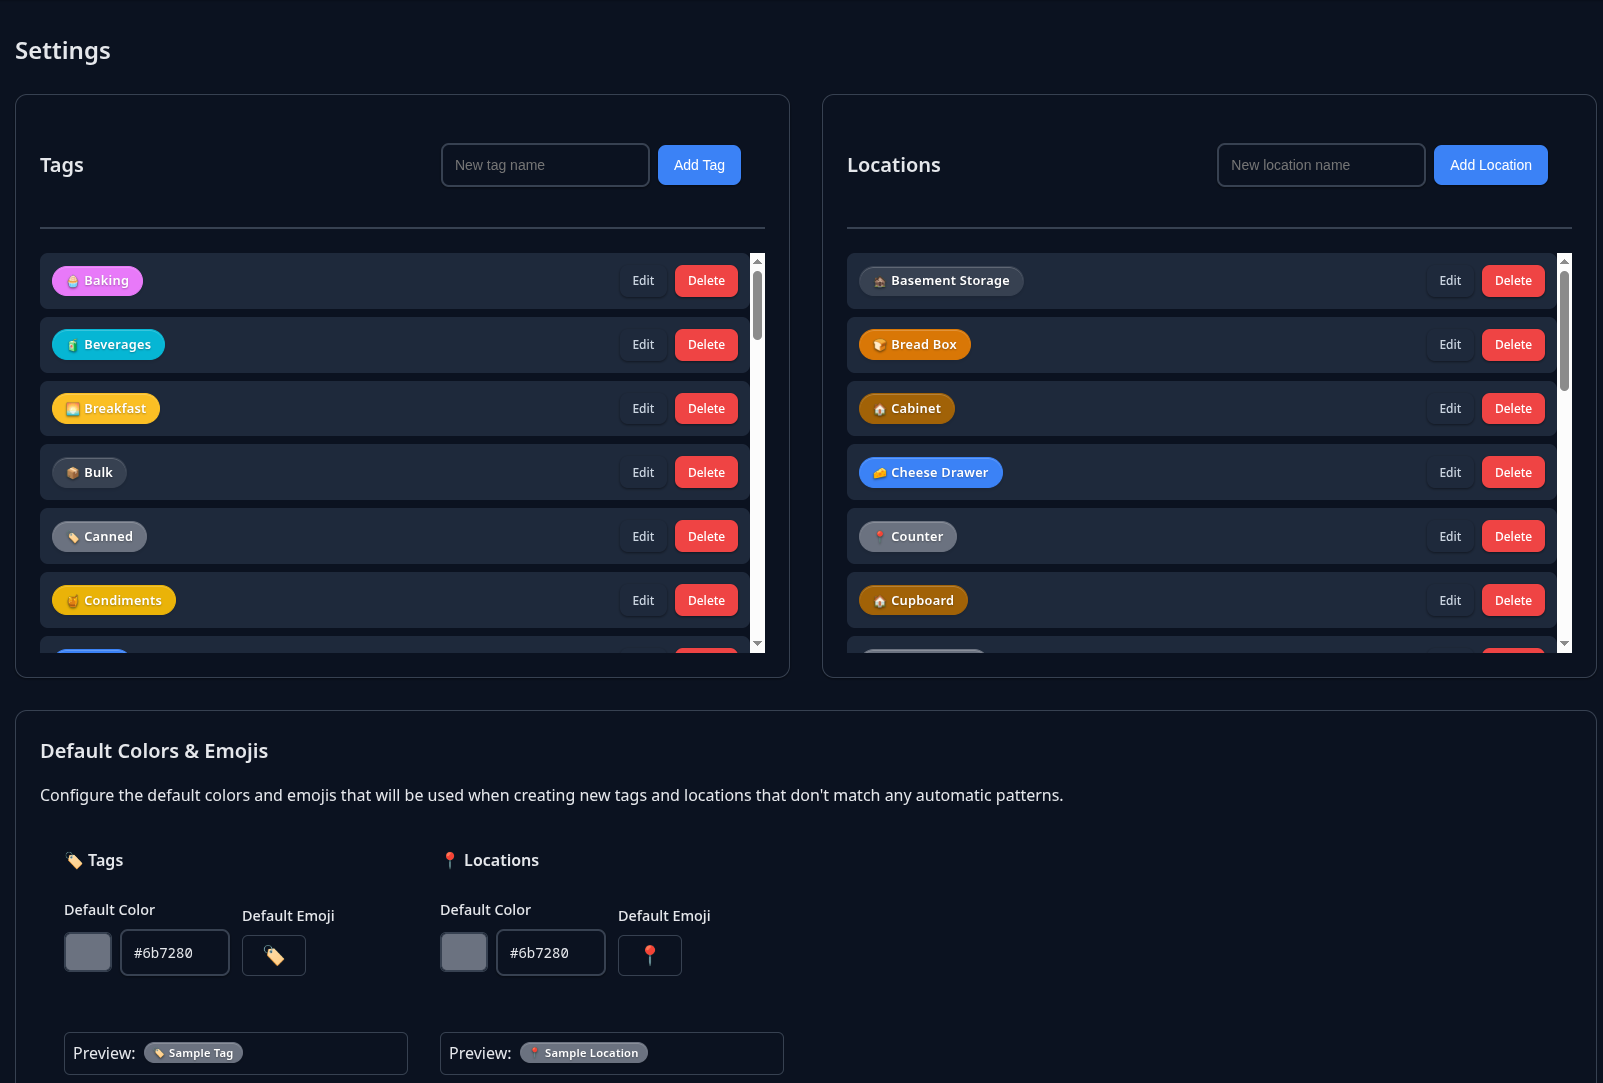 Settings
Tags
New tag name
Add Tag
Baking
Edit
Delete
Beverages
Edit
Delete
Breakfast
Edit
Delete
Bulk
Edit
Delete
Canned
Edit
Delete
Condiments
Edit
Delete
Locations
New location name
Add Location
Basement Storage
Edit
Delete
Bread Box
Edit
Delete
Cabinet
Edit
Delete
Cheese Drawer
Edit
Delete
Counter
Edit
Delete
Cupboard
Edit
Delete
Default Colors & Emojis
Configure the default colors and emojis that will be used when creating new tags and locations that don't match any automatic patterns.
Tags
Default Color
Default Emoji
#6b7280
Preview: Sample Tag
Locations
Default Color
Default Emoji
#6b7280
Preview: Sample Location